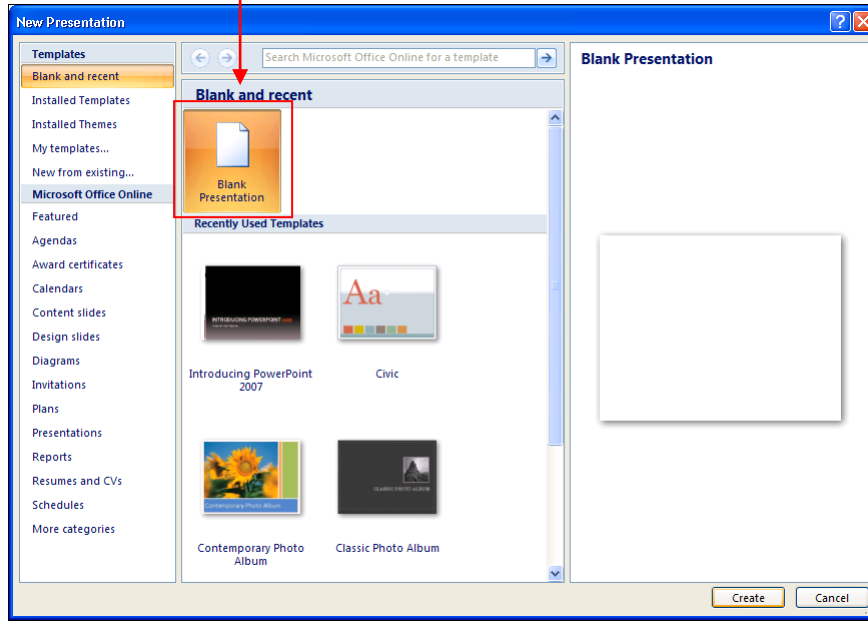 New Presentation
Templates
Blank and recent
Installed Templates
Installed Themes
My templates...
New from existing...
Microsoft Office Online
Featured
Agendas
Award certificates
Calendars
Content slides
Design slides
Diagrams
Invitations
Plans
Presentations
Reports
Resumes and CVs
Schedules
More categories
Search Microsoft Office Online for a template
Blank and recent
Blank
Presentation
Recently Used Templates
INTRODUCING POWERPOINT 2007
Introducing PowerPoint
2007
Aa
Civic
Contemporary Photo Album
Contemporary Photo
Album
CLASSIC PHOTO ALBUM
Classic Photo Album
Blank Presentation
Create
Cancel